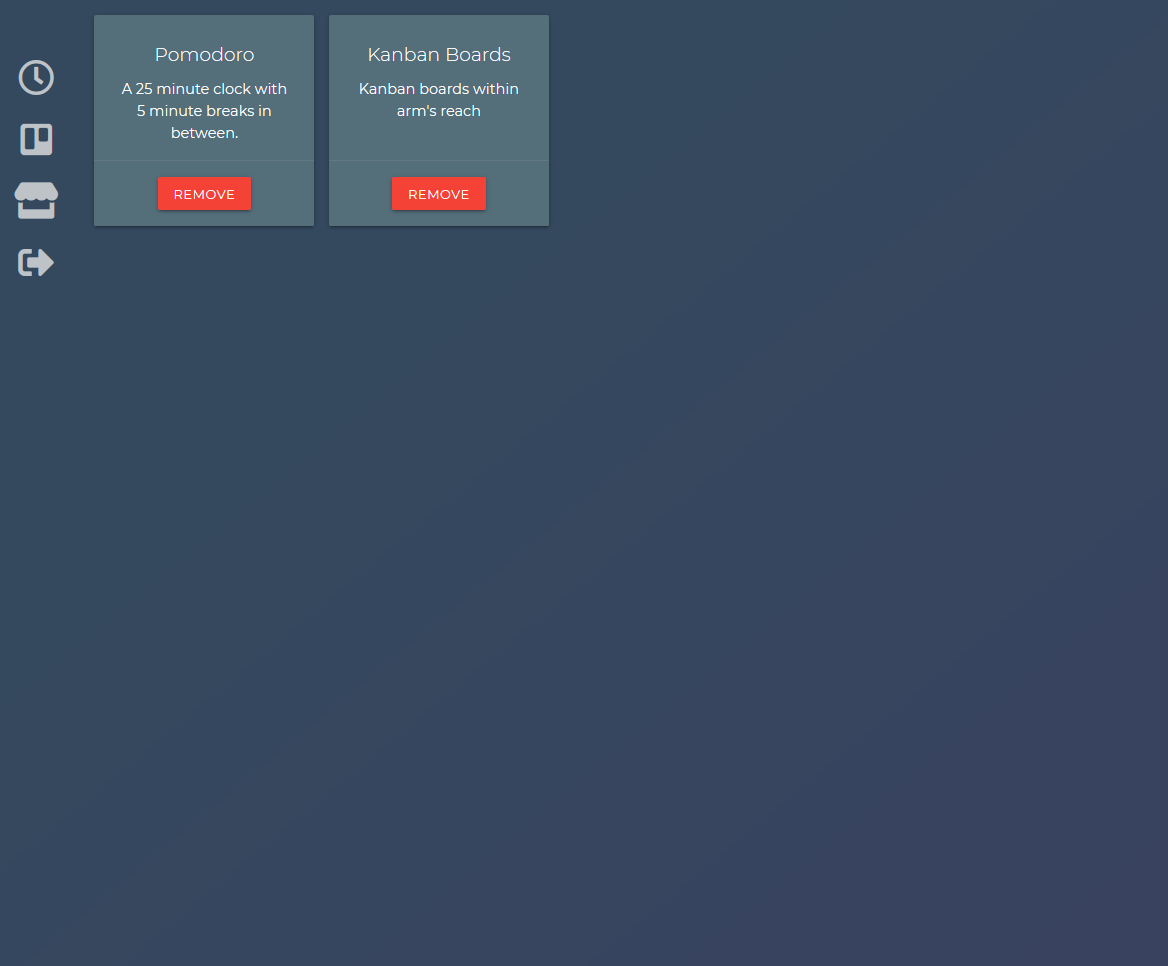 Pomodoro
A 25 minute clock with
5 minute breaks in
between.
REMOVE
Kanban Boards
Kanban boards within
arm's reach
REMOVE